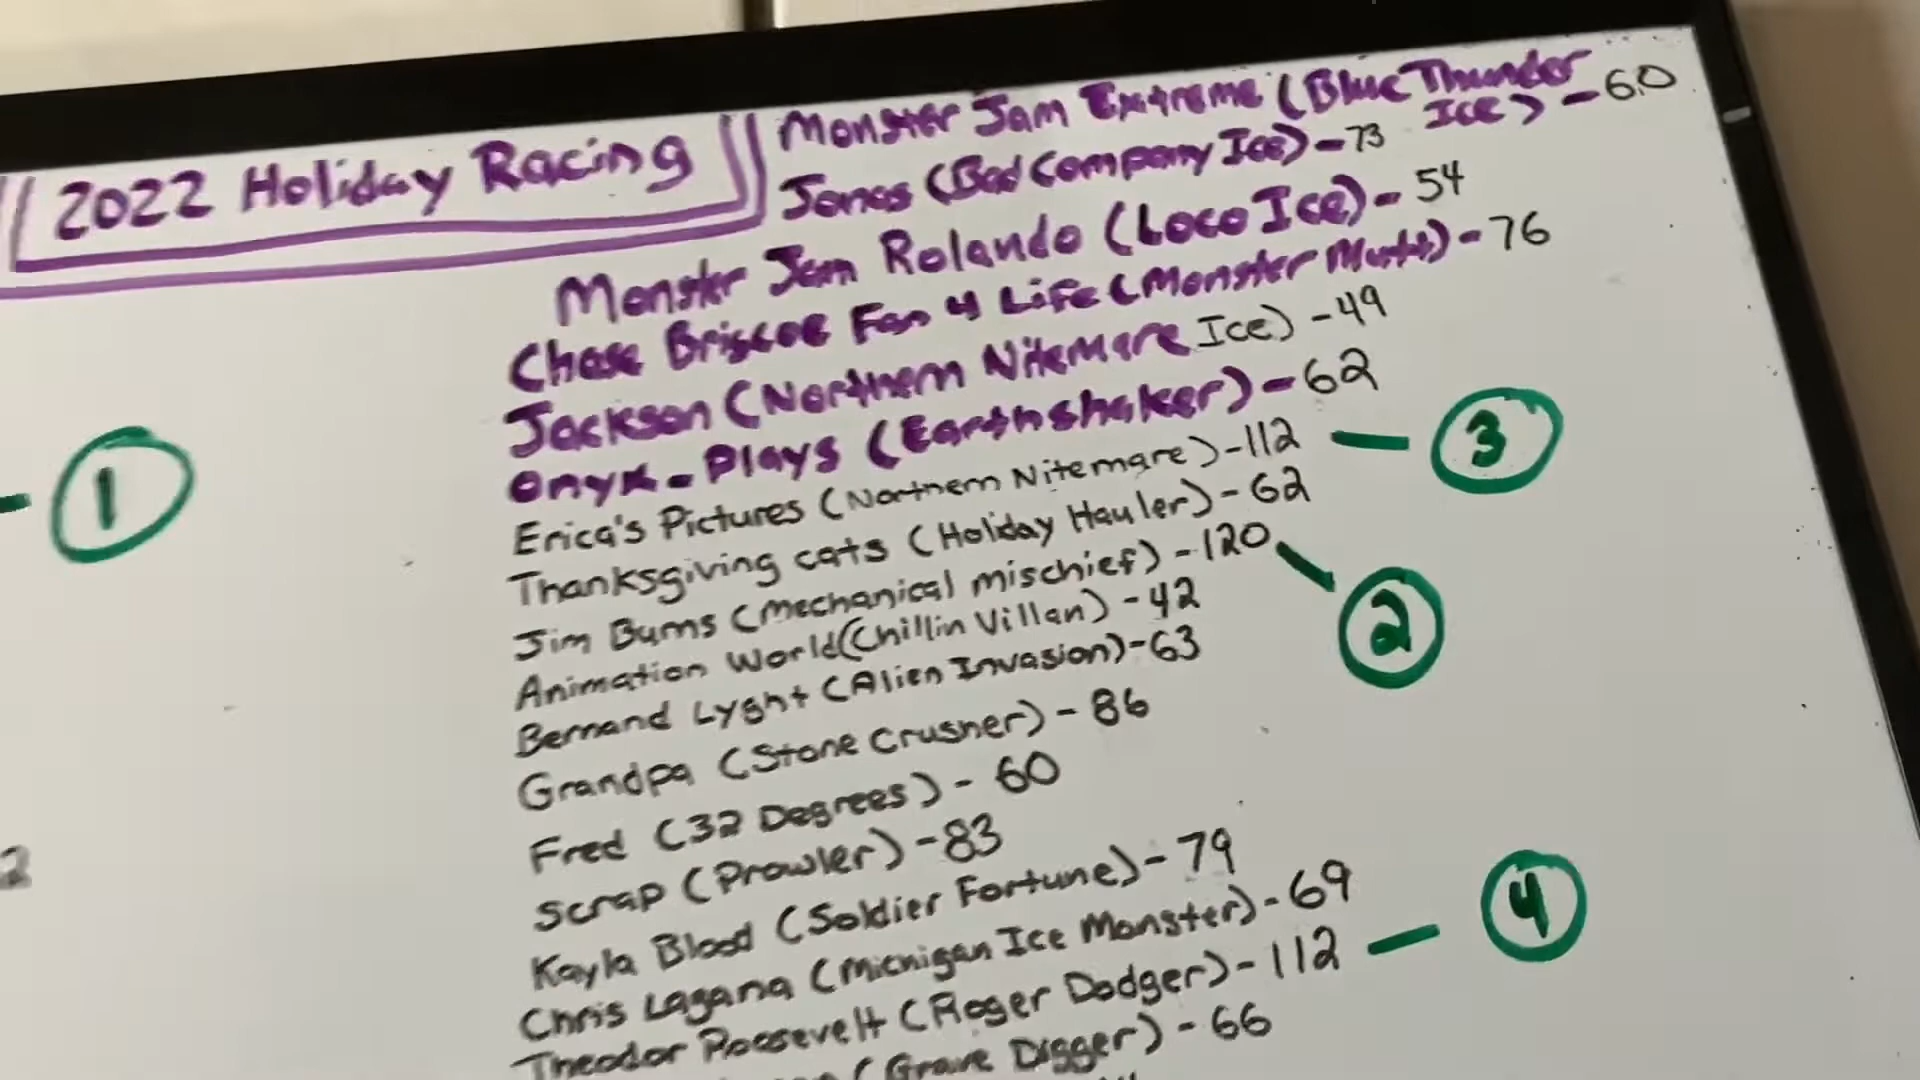 2022 Holiday Racing
Monster Jam Extreme (Blue Thunder
Ice) - 60
Jonas (Bad Company Ice) - 73
Monster Jam Rolando (Loco Ice) - 54
Chase Briscoe Fan 4 Life (Monster Mutt) - 76
Jackson (Northern Nitemare Ice) - 49
Onyx_Plays (Earthshaker) - 62
Erica's Pictures (Northern Nitemare) - 112 - 3
Thanksgiving cats (Holiday Hauler) - 62
Jim Burns (Mechanical mischief) - 120 - 2
Animation World (Chillin Villan) - 42
Bernand Lyght (Alien Invasion) - 63
Grandpa (Stone Crusher) - 86
Fred (32 Degrees) - 60
Scrap (Prowler) - 83
Kayla Blood (Soldier Fortune) - 79
Chris Lagana (Michigan Ice Monster) - 69
Theodor Roosevelt (Roger Dodger) - 112 - 4
(Grave Digger) - 66
- 1
2